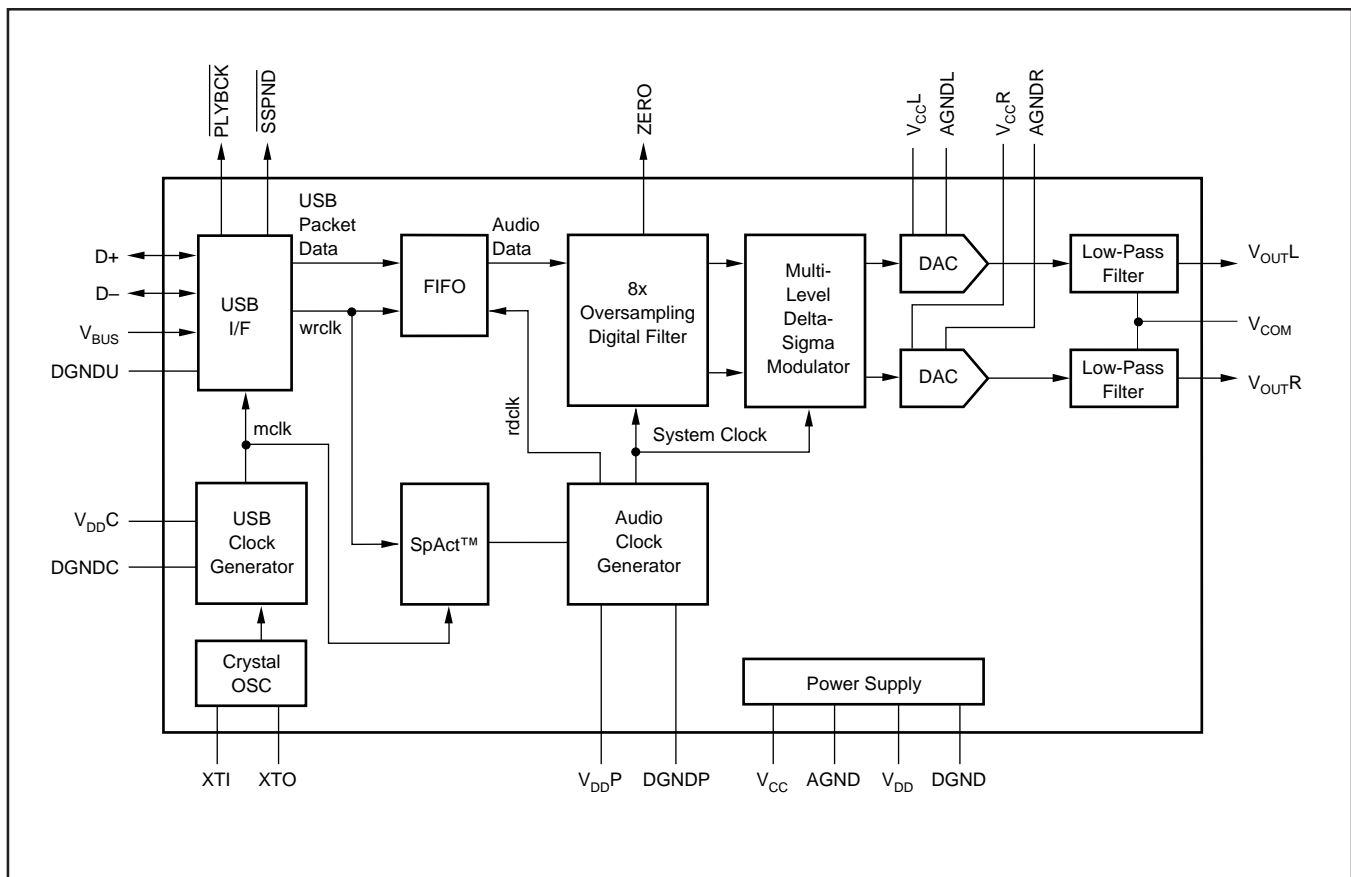 PLYBCK
SSPND
ZERO
VCCL
AGNDL
VCCR
AGNDR
D+
D–
VBUS
DGNDU
USB
I/F
USB
Packet
Data
wrclk
FIFO
Audio
Data
8x
Oversampling
Digital Filter
Multi-
Level
Delta-
Sigma
Modulator
DAC
DAC
Low-Pass
Filter
Low-Pass
Filter
VOUTL
VCOM
VOUTR
mclk
rdclk
System Clock
VDDC
DGNDC
USB
Clock
Generator
SpAct™
Audio
Clock
Generator
Crystal
OSC
Power Supply
XTI
XTO
VDDP
DGNDP
VCC
AGND
VDD
DGND